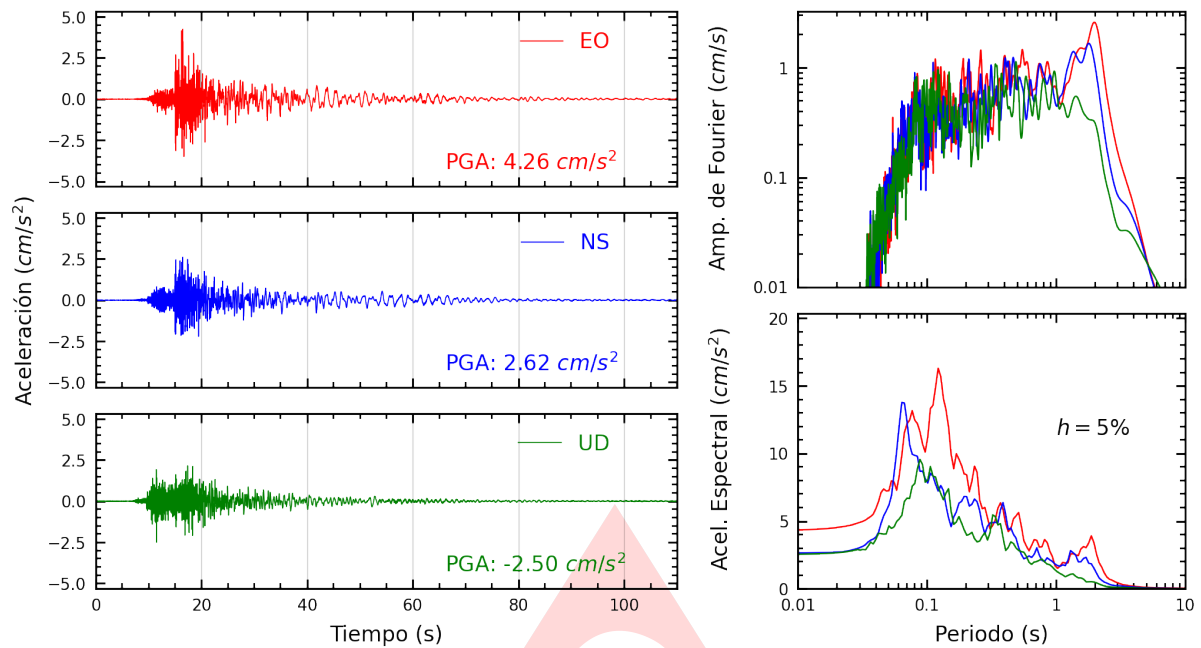 Aceleración (cm/s²)
5.0
2.5
0.0
−2.5
−5.0
EO
PGA: 4.26 cm/s²
5.0
2.5
0.0
−2.5
−5.0
NS
PGA: 2.62 cm/s²
5.0
2.5
0.0
−2.5
−5.0
UD
PGA: -2.50 cm/s²
0 20 40 60 80 100
Tiempo (s)
Amp. de Fourier (cm/s)
1
0.1
0.01
Acel. Espectral (cm/s²)
20
15
10
5
0
h = 5%
0.01 0.1 1 10
Periodo (s)